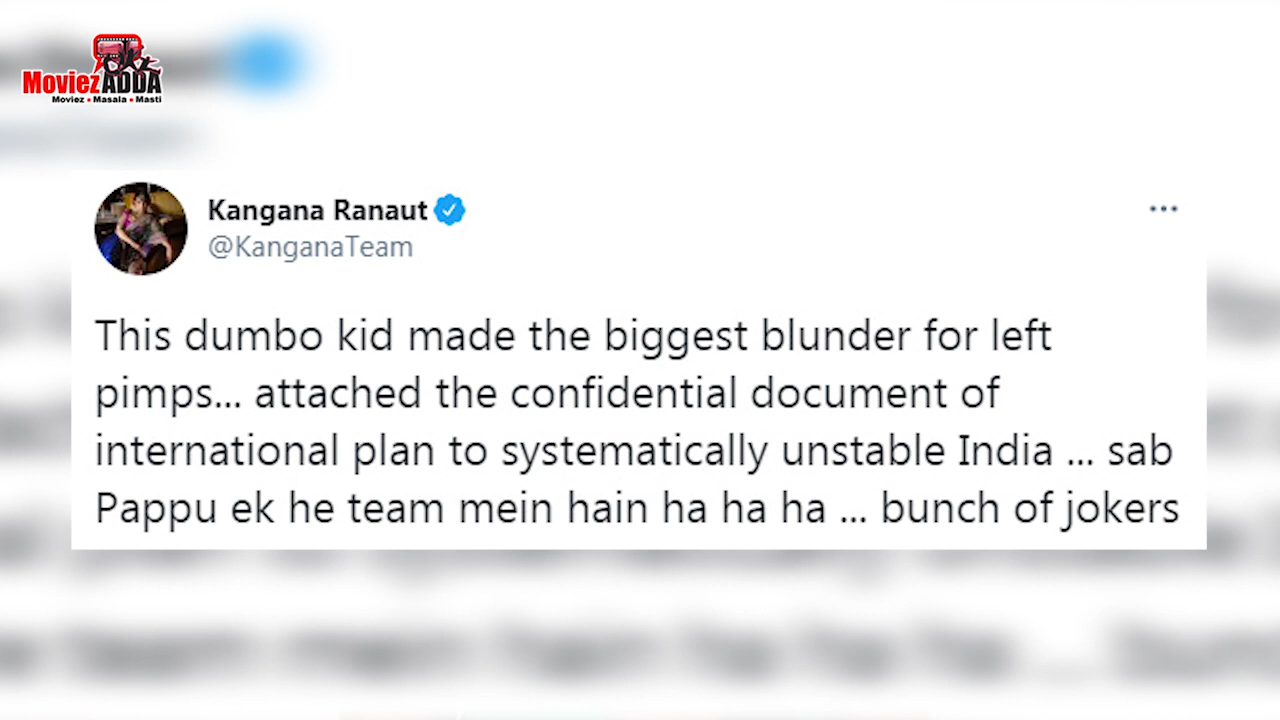 MoviezADDA
Moviez • Masala • Masti
Kangana Ranaut
@KanganaTeam
This dumbo kid made the biggest blunder for left
pimps... attached the confidential document of
international plan to systematically unstable India ... sab
Pappu ek he team mein hain ha ha ha ... bunch of jokers